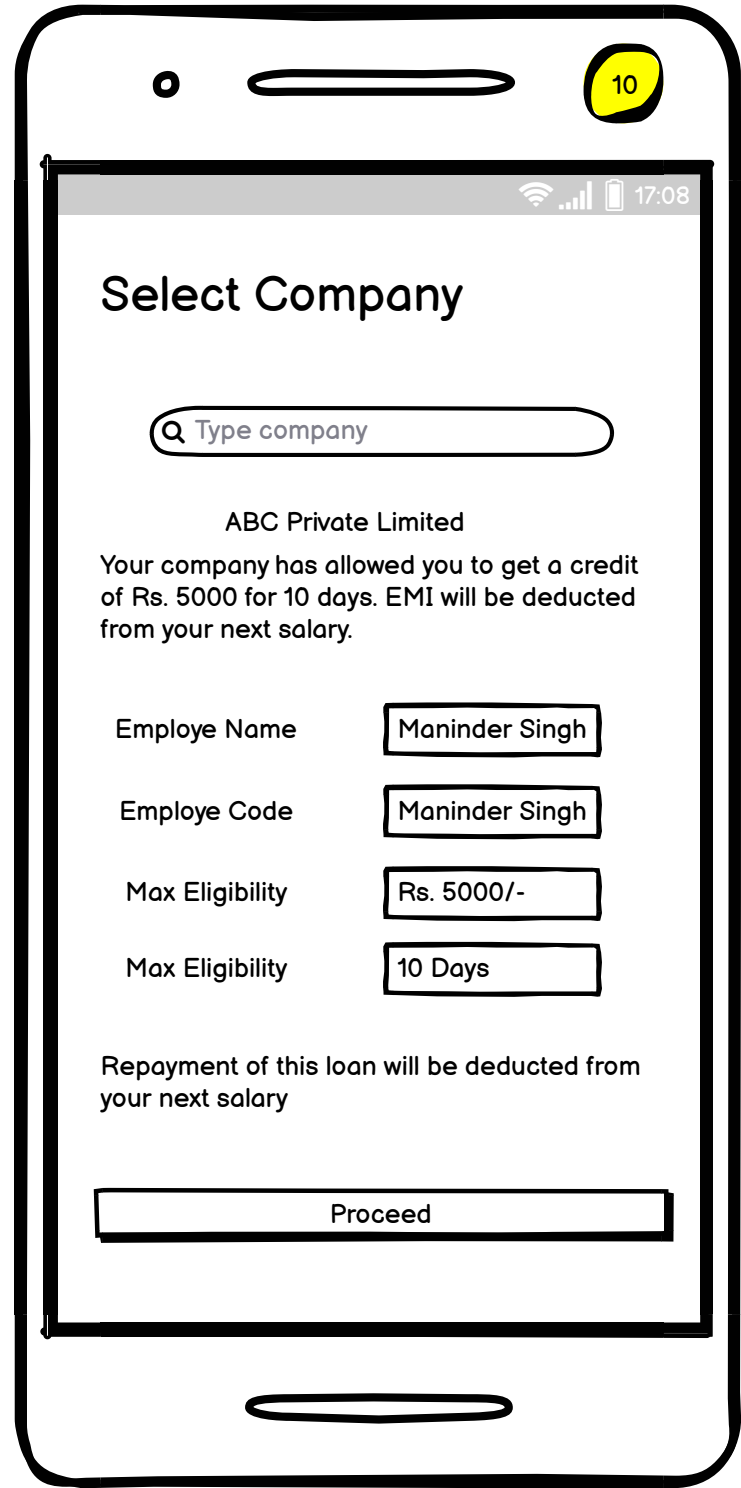 10
17:08
Select Company
Type company
ABC Private Limited
Your company has allowed you to get a credit
of Rs. 5000 for 10 days. EMI will be deducted
from your next salary.
Employe Name Maninder Singh
Employe Code Maninder Singh
Max Eligibility Rs. 5000/-
Max Eligibility 10 Days
Repayment of this loan will be deducted from
your next salary
Proceed